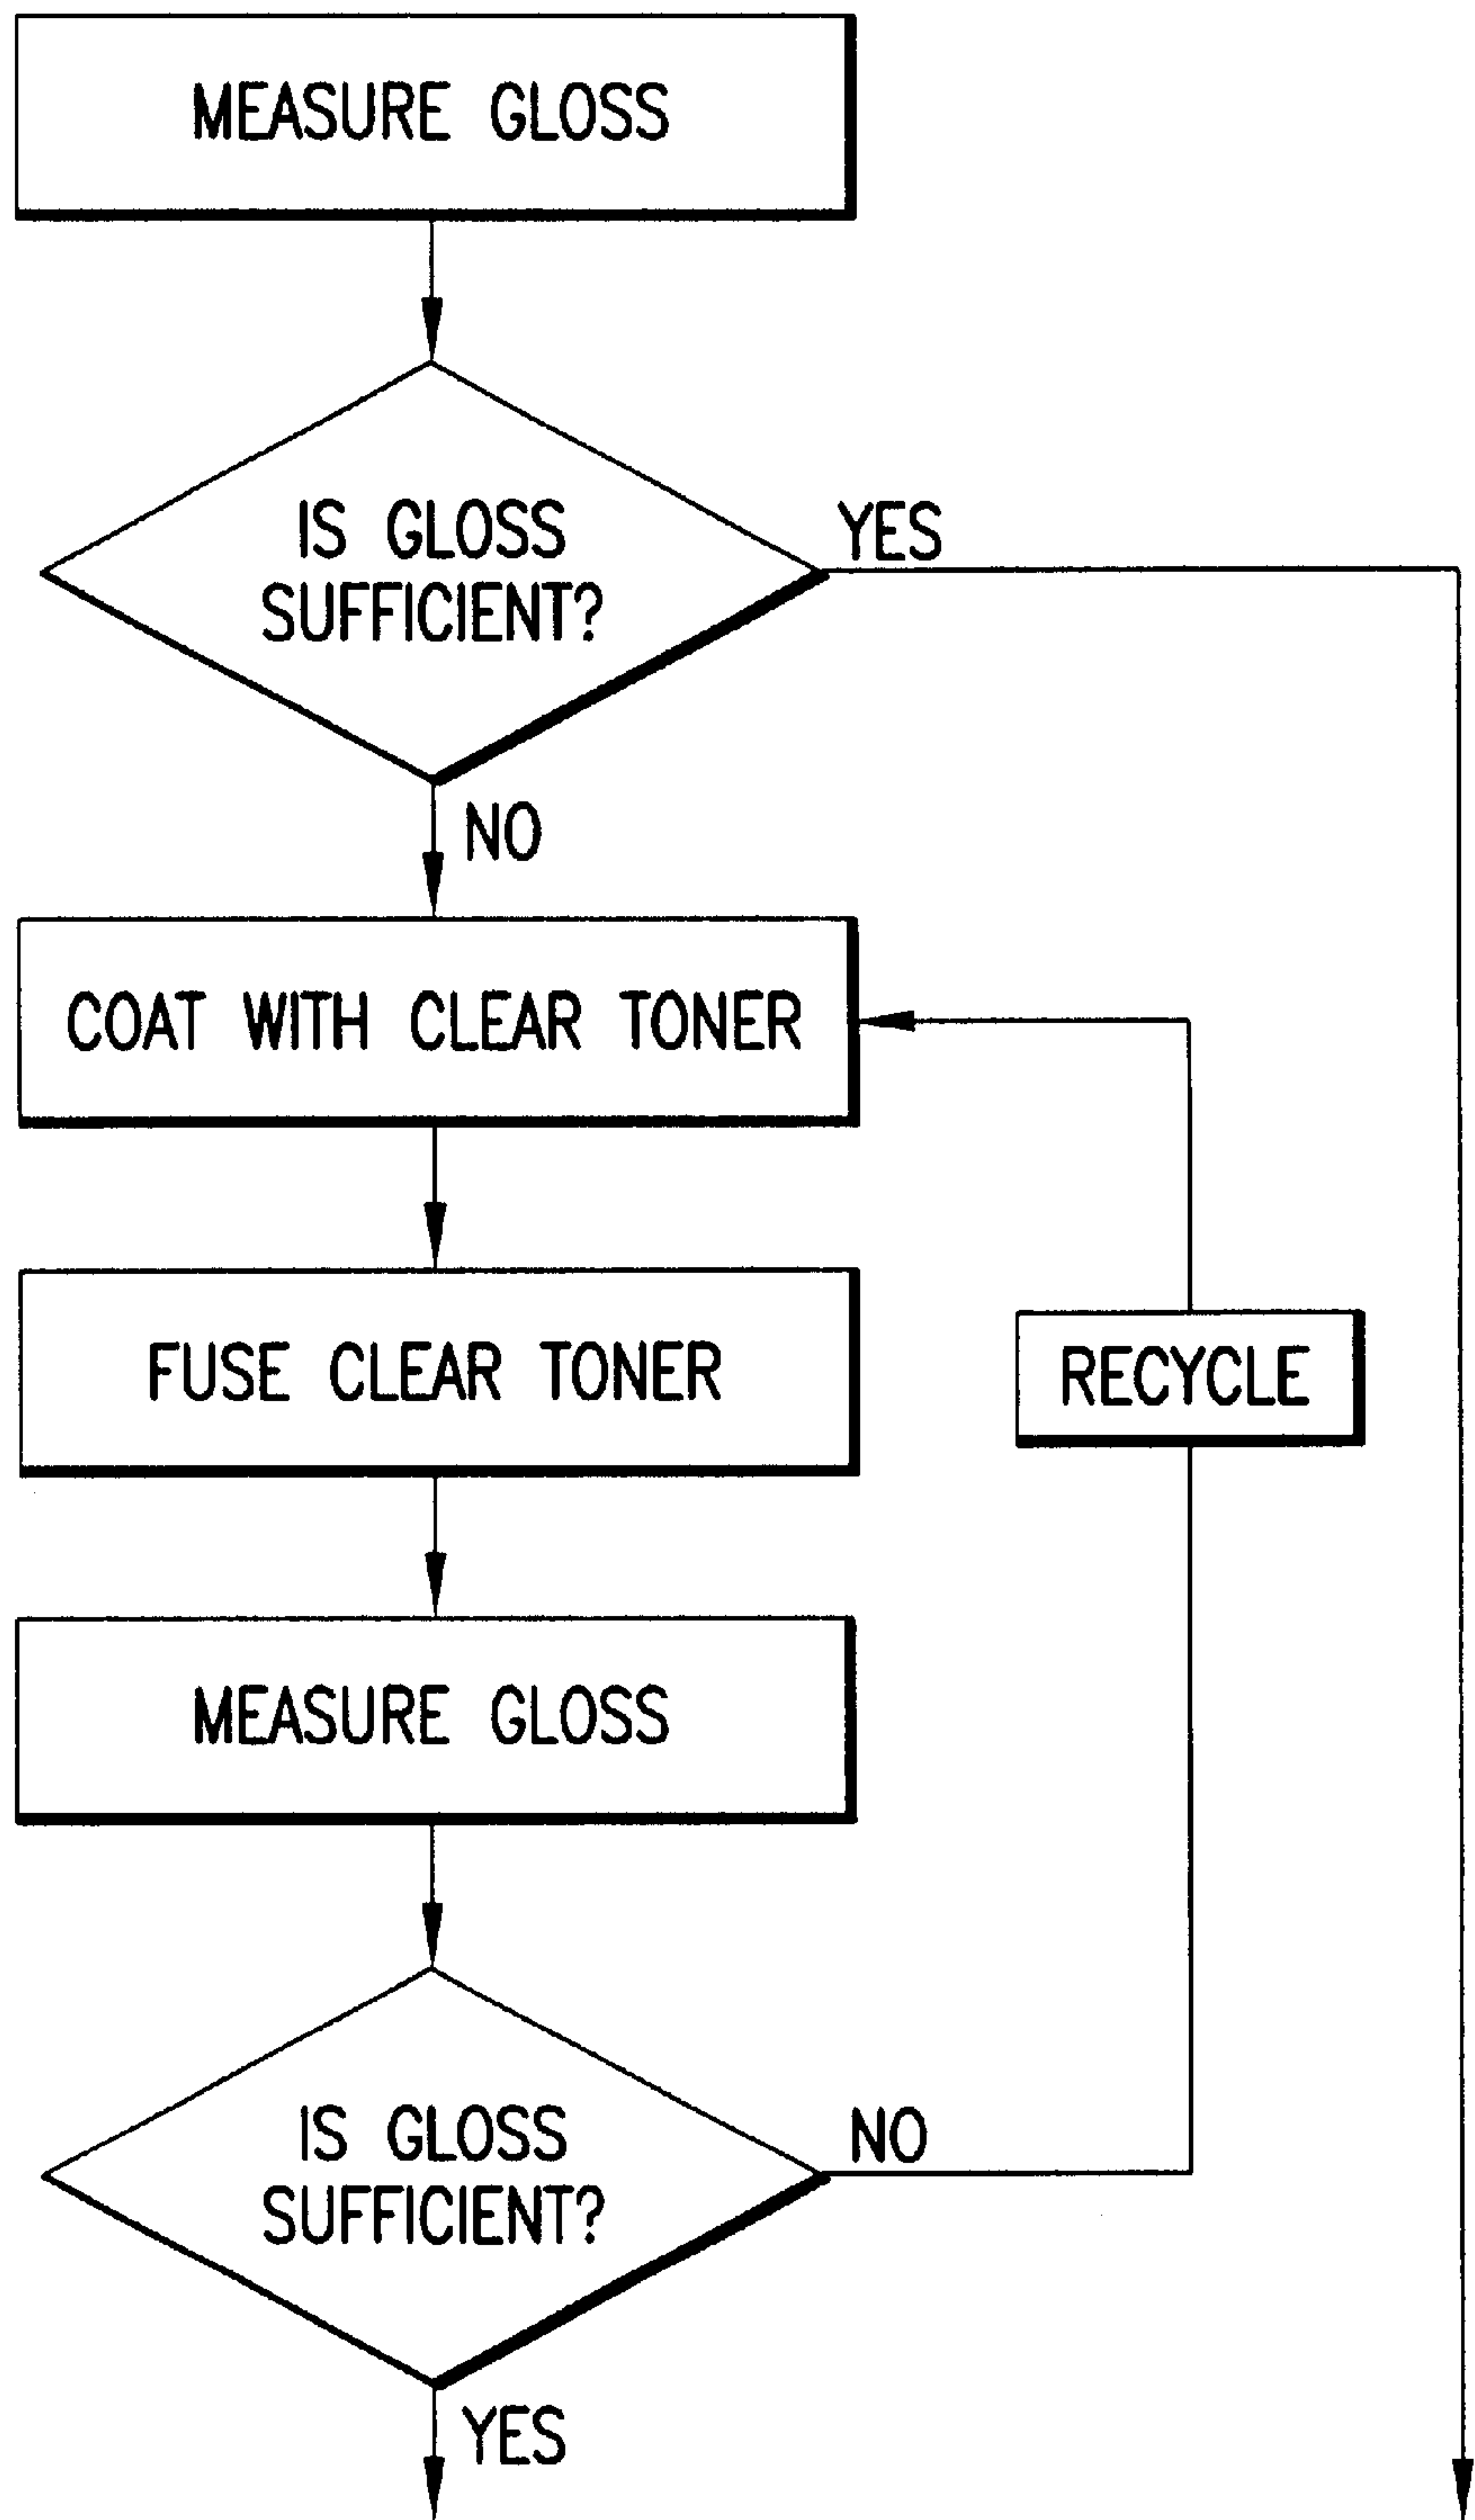 MEASURE GLOSS
IS GLOSS
SUFFICIENT?
YES
NO
COAT WITH CLEAR TONER
FUSE CLEAR TONER
RECYCLE
MEASURE GLOSS
IS GLOSS
SUFFICIENT?
NO
YES